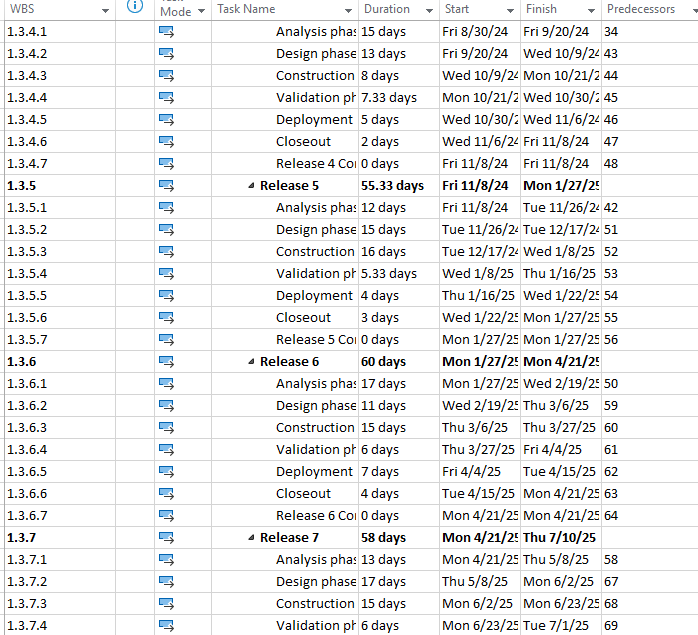 WBS Task Mode Task Name Duration Start Finish Predecessors
1.3.4.1 Analysis phas 15 days Fri 8/30/24 Fri 9/20/24 34
1.3.4.2 Design phase 13 days Fri 9/20/24 Wed 10/9/24 43
1.3.4.3 Construction 8 days Wed 10/9/24 Mon 10/21/2 44
1.3.4.4 Validation ph 7.33 days Mon 10/21/2 Wed 10/30/2 45
1.3.4.5 Deployment 5 days Wed 10/30/2 Wed 11/6/24 46
1.3.4.6 Closeout 2 days Wed 11/6/24 Fri 11/8/24 47
1.3.4.7 Release 4 Co 0 days Fri 11/8/24 Fri 11/8/24 48
1.3.5 Release 5 55.33 days Fri 11/8/24 Mon 1/27/25
1.3.5.1 Analysis phas 12 days Fri 11/8/24 Tue 11/26/24 42
1.3.5.2 Design phase 15 days Tue 11/26/24 Tue 12/17/24 51
1.3.5.3 Construction 16 days Tue 12/17/24 Wed 1/8/25 52
1.3.5.4 Validation ph 5.33 days Wed 1/8/25 Thu 1/16/25 53
1.3.5.5 Deployment 4 days Thu 1/16/25 Wed 1/22/25 54
1.3.5.6 Closeout 3 days Wed 1/22/25 Mon 1/27/25 55
1.3.5.7 Release 5 Co 0 days Mon 1/27/25 Mon 1/27/25 56
1.3.6 Release 6 60 days Mon 1/27/25 Mon 4/21/25
1.3.6.1 Analysis phas 17 days Mon 1/27/25 Wed 2/19/25 50
1.3.6.2 Design phase 11 days Wed 2/19/25 Thu 3/6/25 59
1.3.6.3 Construction 15 days Thu 3/6/25 Thu 3/27/25 60
1.3.6.4 Validation ph 6 days Thu 3/27/25 Fri 4/4/25 61
1.3.6.5 Deployment 7 days Fri 4/4/25 Tue 4/15/25 62
1.3.6.6 Closeout 4 days Tue 4/15/25 Mon 4/21/25 63
1.3.6.7 Release 6 Co 0 days Mon 4/21/25 Mon 4/21/25 64
1.3.7 Release 7 58 days Mon 4/21/25 Thu 7/10/25
1.3.7.1 Analysis phas 13 days Mon 4/21/25 Thu 5/8/25 58
1.3.7.2 Design phase 17 days Thu 5/8/25 Mon 6/2/25 67
1.3.7.3 Construction 15 days Mon 6/2/25 Mon 6/23/25 68
1.3.7.4 Validation ph 6 days Mon 6/23/25 Tue 7/1/25 69